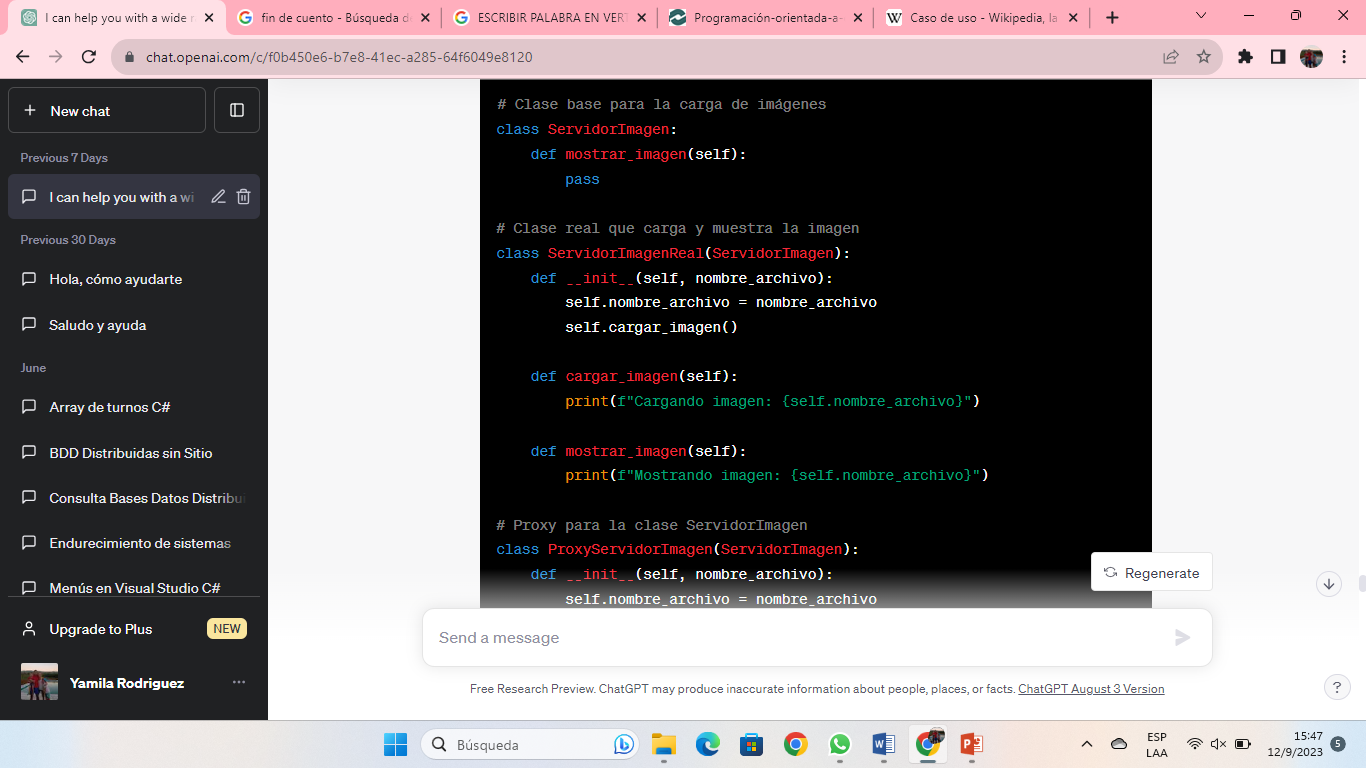 I can help you with a wide r
fin de cuento - Búsqueda d
ESCRIBIR PALABRA EN VERT
Programación-orientada-a-
Caso de uso - Wikipedia, la
chat.openai.com/c/f0b450e6-b7e8-41ec-a285-64f6049e8120
New chat
Previous 7 Days
I can help you with a wi
Previous 30 Days
Hola, cómo ayudarte
Saludo y ayuda
June
Array de turnos C#
BDD Distribuidas sin Sitio
Consulta Bases Datos Distribu
Endurecimiento de sistemas
Menús en Visual Studio C#
Upgrade to Plus
NEW
Yamila Rodriguez
# Clase base para la carga de imágenes
class ServidorImagen:
    def mostrar_imagen(self):
        pass
# Clase real que carga y muestra la imagen
class ServidorImagenReal(ServidorImagen):
    def __init__(self, nombre_archivo):
        self.nombre_archivo = nombre_archivo
        self.cargar_imagen()
    def cargar_imagen(self):
        print(f"Cargando imagen: {self.nombre_archivo}")
    def mostrar_imagen(self):
        print(f"Mostrando imagen: {self.nombre_archivo}")
# Proxy para la clase ServidorImagen
class ProxyServidorImagen(ServidorImagen):
    def __init__(self, nombre_archivo):
        self.nombre_archivo = nombre_archivo
Regenerate
Send a message
Free Research Preview. ChatGPT may produce inaccurate information about people, places, or facts. ChatGPT August 3 Version
?
Búsqueda
ESP
LAA
15:47
12/9/2023
5